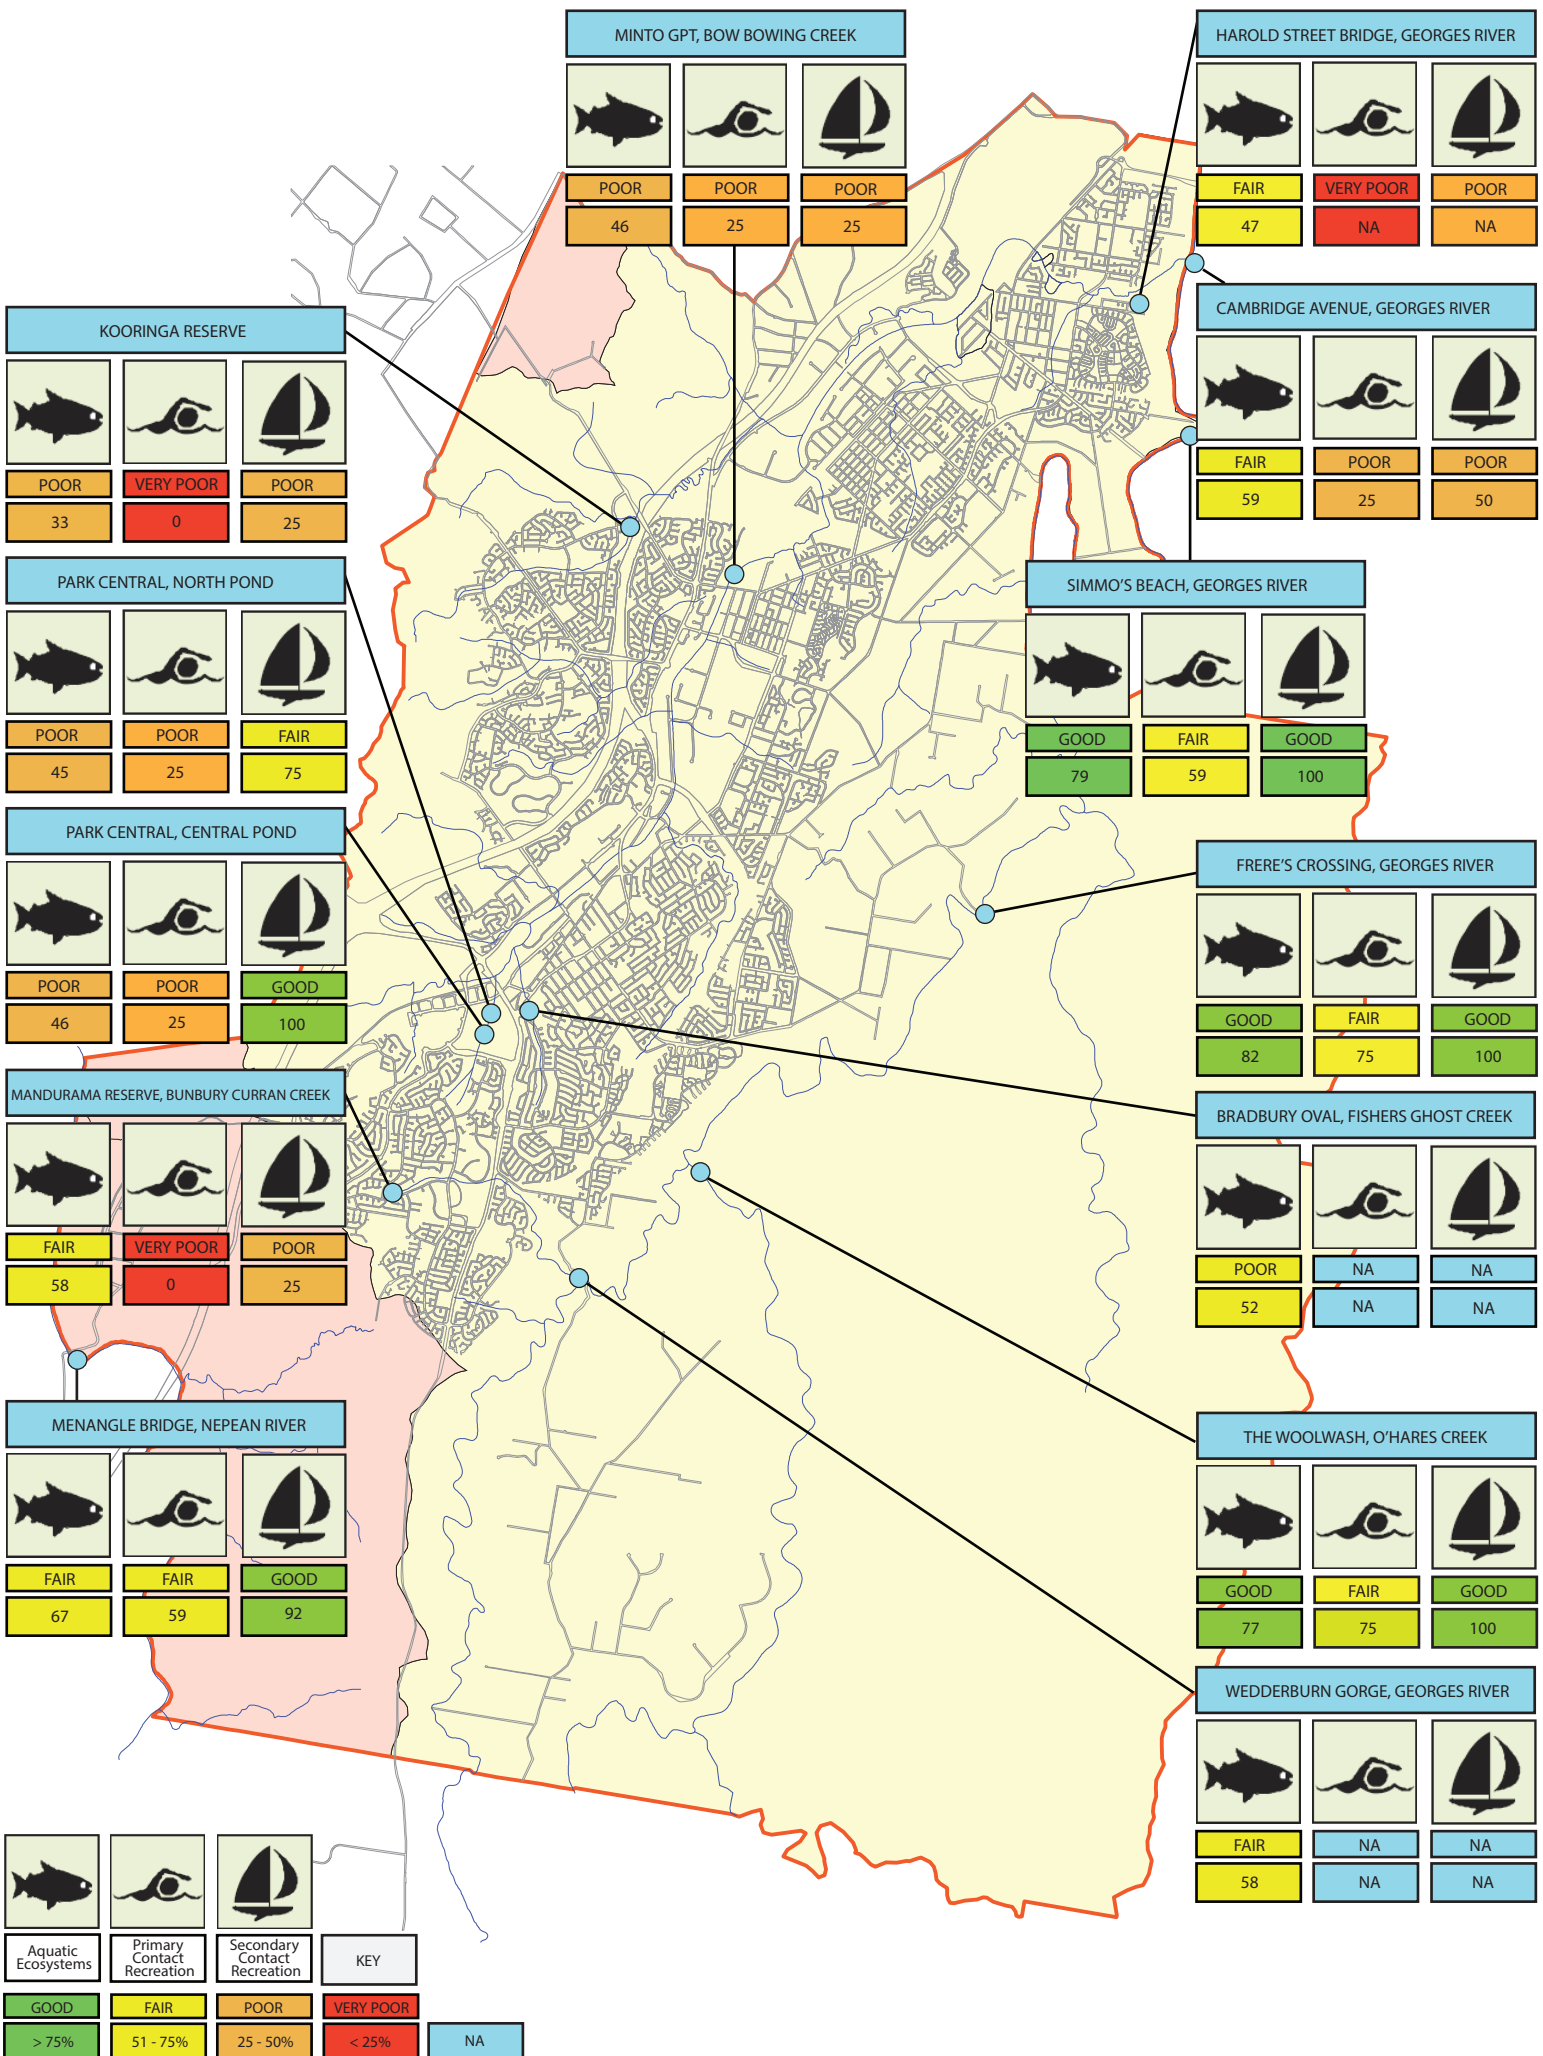 MINTO GPT, BOW BOWING CREEK
POOR POOR POOR
46 25 25
HAROLD STREET BRIDGE, GEORGES RIVER
FAIR VERY POOR POOR
47 NA NA
KOORINGA RESERVE
POOR VERY POOR POOR
33 0 25
CAMBRIDGE AVENUE, GEORGES RIVER
FAIR POOR POOR
59 25 50
PARK CENTRAL, NORTH POND
POOR POOR FAIR
45 25 75
SIMMO'S BEACH, GEORGES RIVER
GOOD FAIR GOOD
79 59 100
PARK CENTRAL, CENTRAL POND
POOR POOR GOOD
46 25 100
FRERE'S CROSSING, GEORGES RIVER
GOOD FAIR GOOD
82 75 100
MANDURAMA RESERVE, BUNBURY CURRAN CREEK
FAIR VERY POOR POOR
58 0 25
BRADBURY OVAL, FISHERS GHOST CREEK
POOR NA NA
52 NA NA
MENANGLE BRIDGE, NEPEAN RIVER
FAIR FAIR GOOD
67 59 92
THE WOOLWASH, O'HARES CREEK
GOOD FAIR GOOD
77 75 100
WEDDERBURN GORGE, GEORGES RIVER
FAIR NA NA
58 NA NA
Aquatic
Ecosystems
Primary
Contact
Recreation
Secondary
Contact
Recreation
KEY
GOOD FAIR POOR VERY POOR
> 75% 51 - 75% 25 - 50% < 25% NA